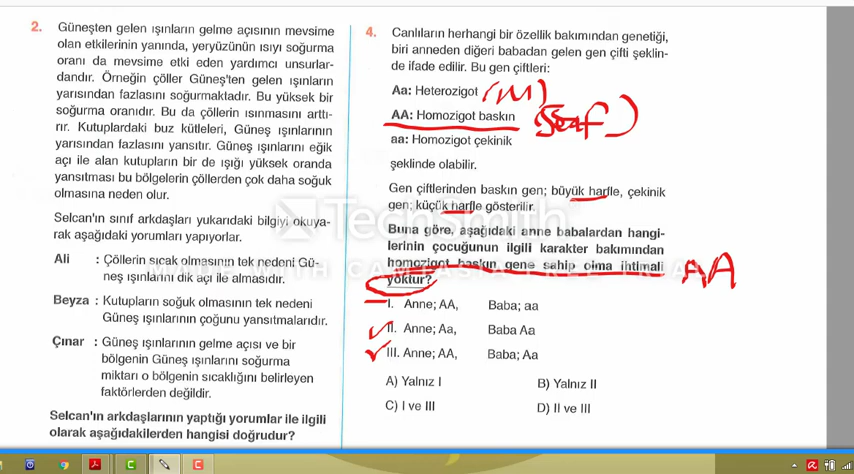 2. Güneşten gelen ışınların gelme açısının mevsime
olan etkilerinin yanında, yeryüzünün ısıyı soğurma
oranı da mevsime etki eden yardımcı unsurlar-
dandır. Örneğin çöller Güneş'ten gelen ışınların
yarısından fazlasını soğurmaktadır. Bu yüksek bir
soğurma oranıdır. Bu da çöllerin ısınmasını arttı-
rır. Kutuplardaki buz kütleleri, Güneş ışınlarının
yarısından fazlasını yansıtır. Güneş ışınlarını eğik
açı ile alan kutupların bir de ışığı yüksek oranda
yansıtması bu bölgelerin çöllerden çok daha soğuk
olmasına neden olur.
Selcan'ın sınıf arkdaşları yukarıdaki bilgiyi okuya-
rak aşağıdaki yorumları yapıyorlar.
Ali : Çöllerin sıcak olmasının tek nedeni Gü-
neş ışınlarını dik açı ile almasıdır.
Beyza : Kutupların soğuk olmasının tek nedeni
Güneş ışınlarının çoğunu yansıtmalarıdır.
Çınar : Güneş ışınlarının gelme açısı ve bir
bölgenin Güneş ışınlarını soğurma
miktarı o bölgenin sıcaklığını belirleyen
faktörlerden değildir.
Selcan'ın arkdaşlarının yaptığı yorumlar ile ilgili
olarak aşağıdakilerden hangisi doğrudur?
4. Canlıların herhangi bir özellik bakımından genetiği,
biri anneden diğeri babadan gelen gen çifti şeklin-
de ifade edilir. Bu gen çiftleri:
Aa: Heterozigot (M)
AA: Homozigot baskın
aa: Homozigot çekinik
şeklinde olabilir.
Gen çiftlerinden baskın gen; büyük harfle, çekinik
gen; küçük harfle gösterilir.
Buna göre, aşağıdaki anne babalardan hangi-
lerinin çocuğunun ilgili karakter bakımından
homozigot baskın gene sahip olma ihtimali AA
yoktur?
I. Anne; AA, Baba; aa
II. Anne; Aa, Baba Aa
III. Anne; AA, Baba; Aa
A) Yalnız I B) Yalnız II
C) I ve III D) II ve III
TechSmith
MADE WITH CAMTASIA FREE TRIAL